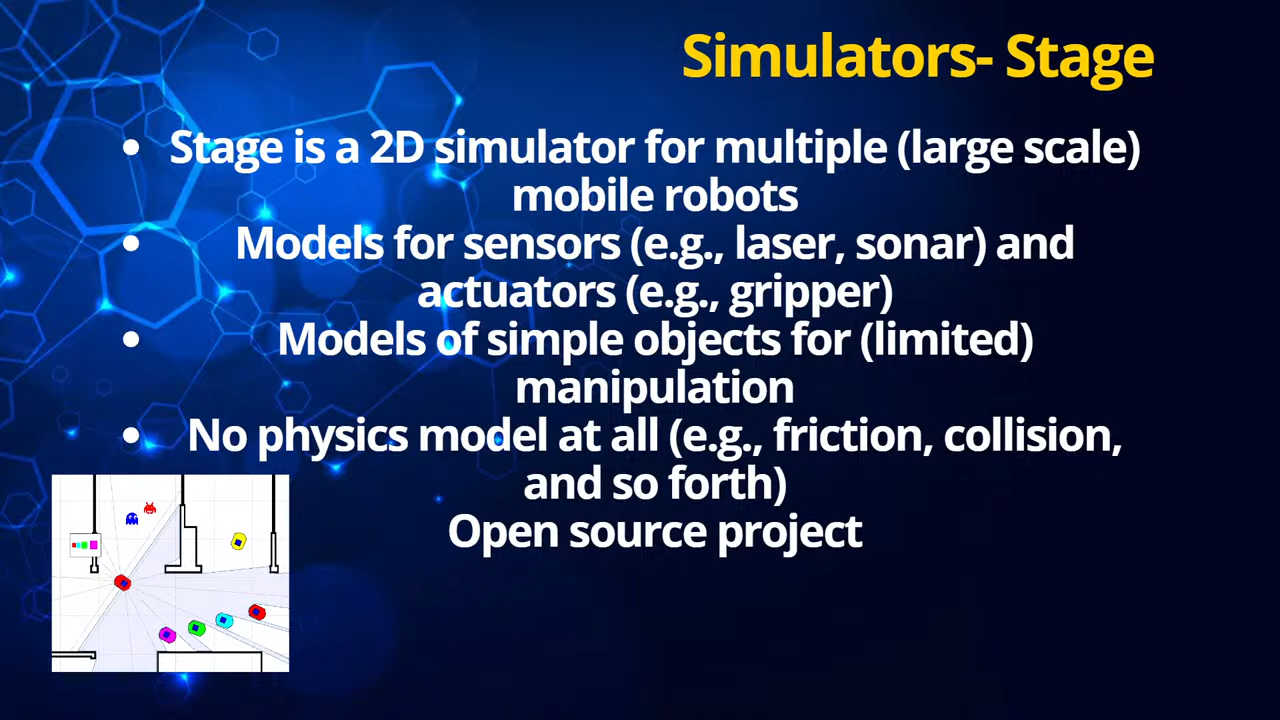 Simulators- Stage
• Stage is a 2D simulator for multiple (large scale)
mobile robots
• Models for sensors (e.g., laser, sonar) and
actuators (e.g., gripper)
• Models of simple objects for (limited)
manipulation
• No physics model at all (e.g., friction, collision,
and so forth)
Open source project